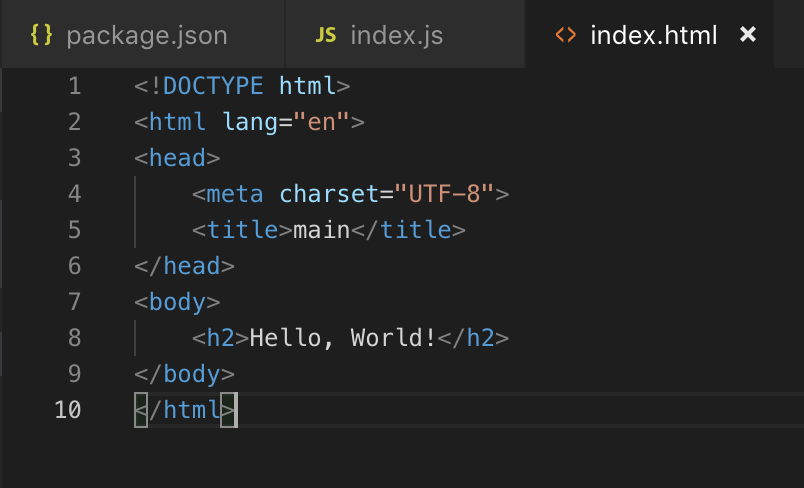 {} package.json JS index.js <> index.html ×
1 <!DOCTYPE html>
2 <html lang="en">
3 <head>
4     <meta charset="UTF-8">
5     <title>main</title>
6 </head>
7 <body>
8     <h2>Hello, World!</h2>
9 </body>
10 </html>